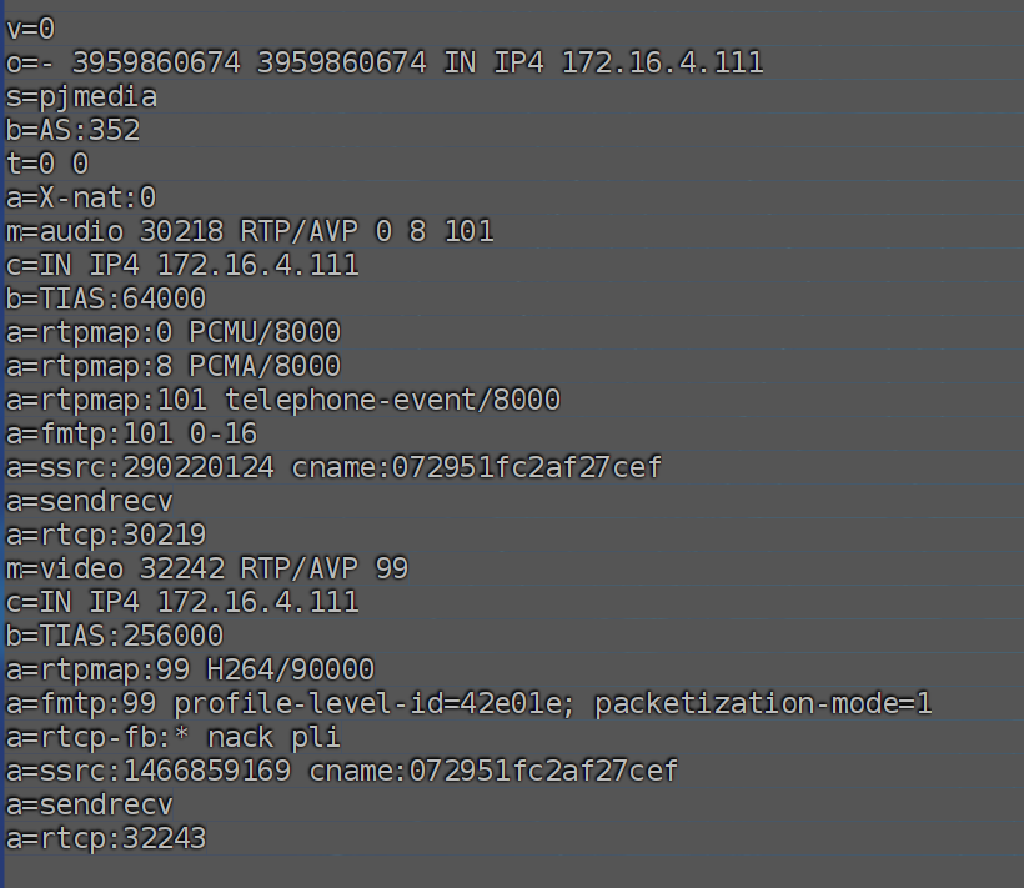 v=0
o=- 3959860674 3959860674 IN IP4 172.16.4.111
s=pjmedia
b=AS:352
t=0 0
a=X-nat:0
m=audio 30218 RTP/AVP 0 8 101
c=IN IP4 172.16.4.111
b=TIAS:64000
a=rtpmap:0 PCMU/8000
a=rtpmap:8 PCMA/8000
a=rtpmap:101 telephone-event/8000
a=fmtp:101 0-16
a=ssrc:290220124 cname:072951fc2af27cef
a=sendrecv
a=rtcp:30219
m=video 32242 RTP/AVP 99
c=IN IP4 172.16.4.111
b=TIAS:256000
a=rtpmap:99 H264/90000
a=fmtp:99 profile-level-id=42e01e; packetization-mode=1
a=rtcp-fb:* nack pli
a=ssrc:1466859169 cname:072951fc2af27cef
a=sendrecv
a=rtcp:32243